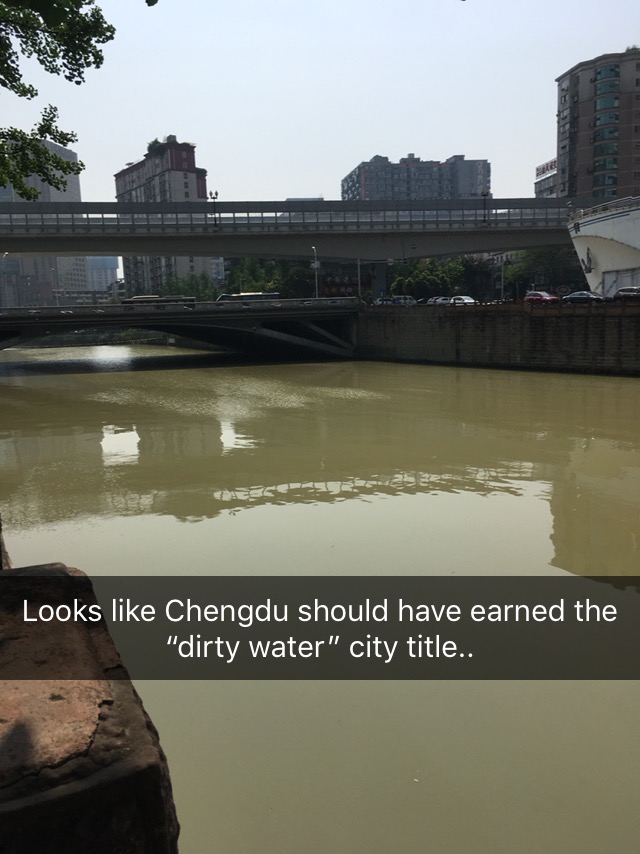 Looks like Chengdu should have earned the
“dirty water” city title..